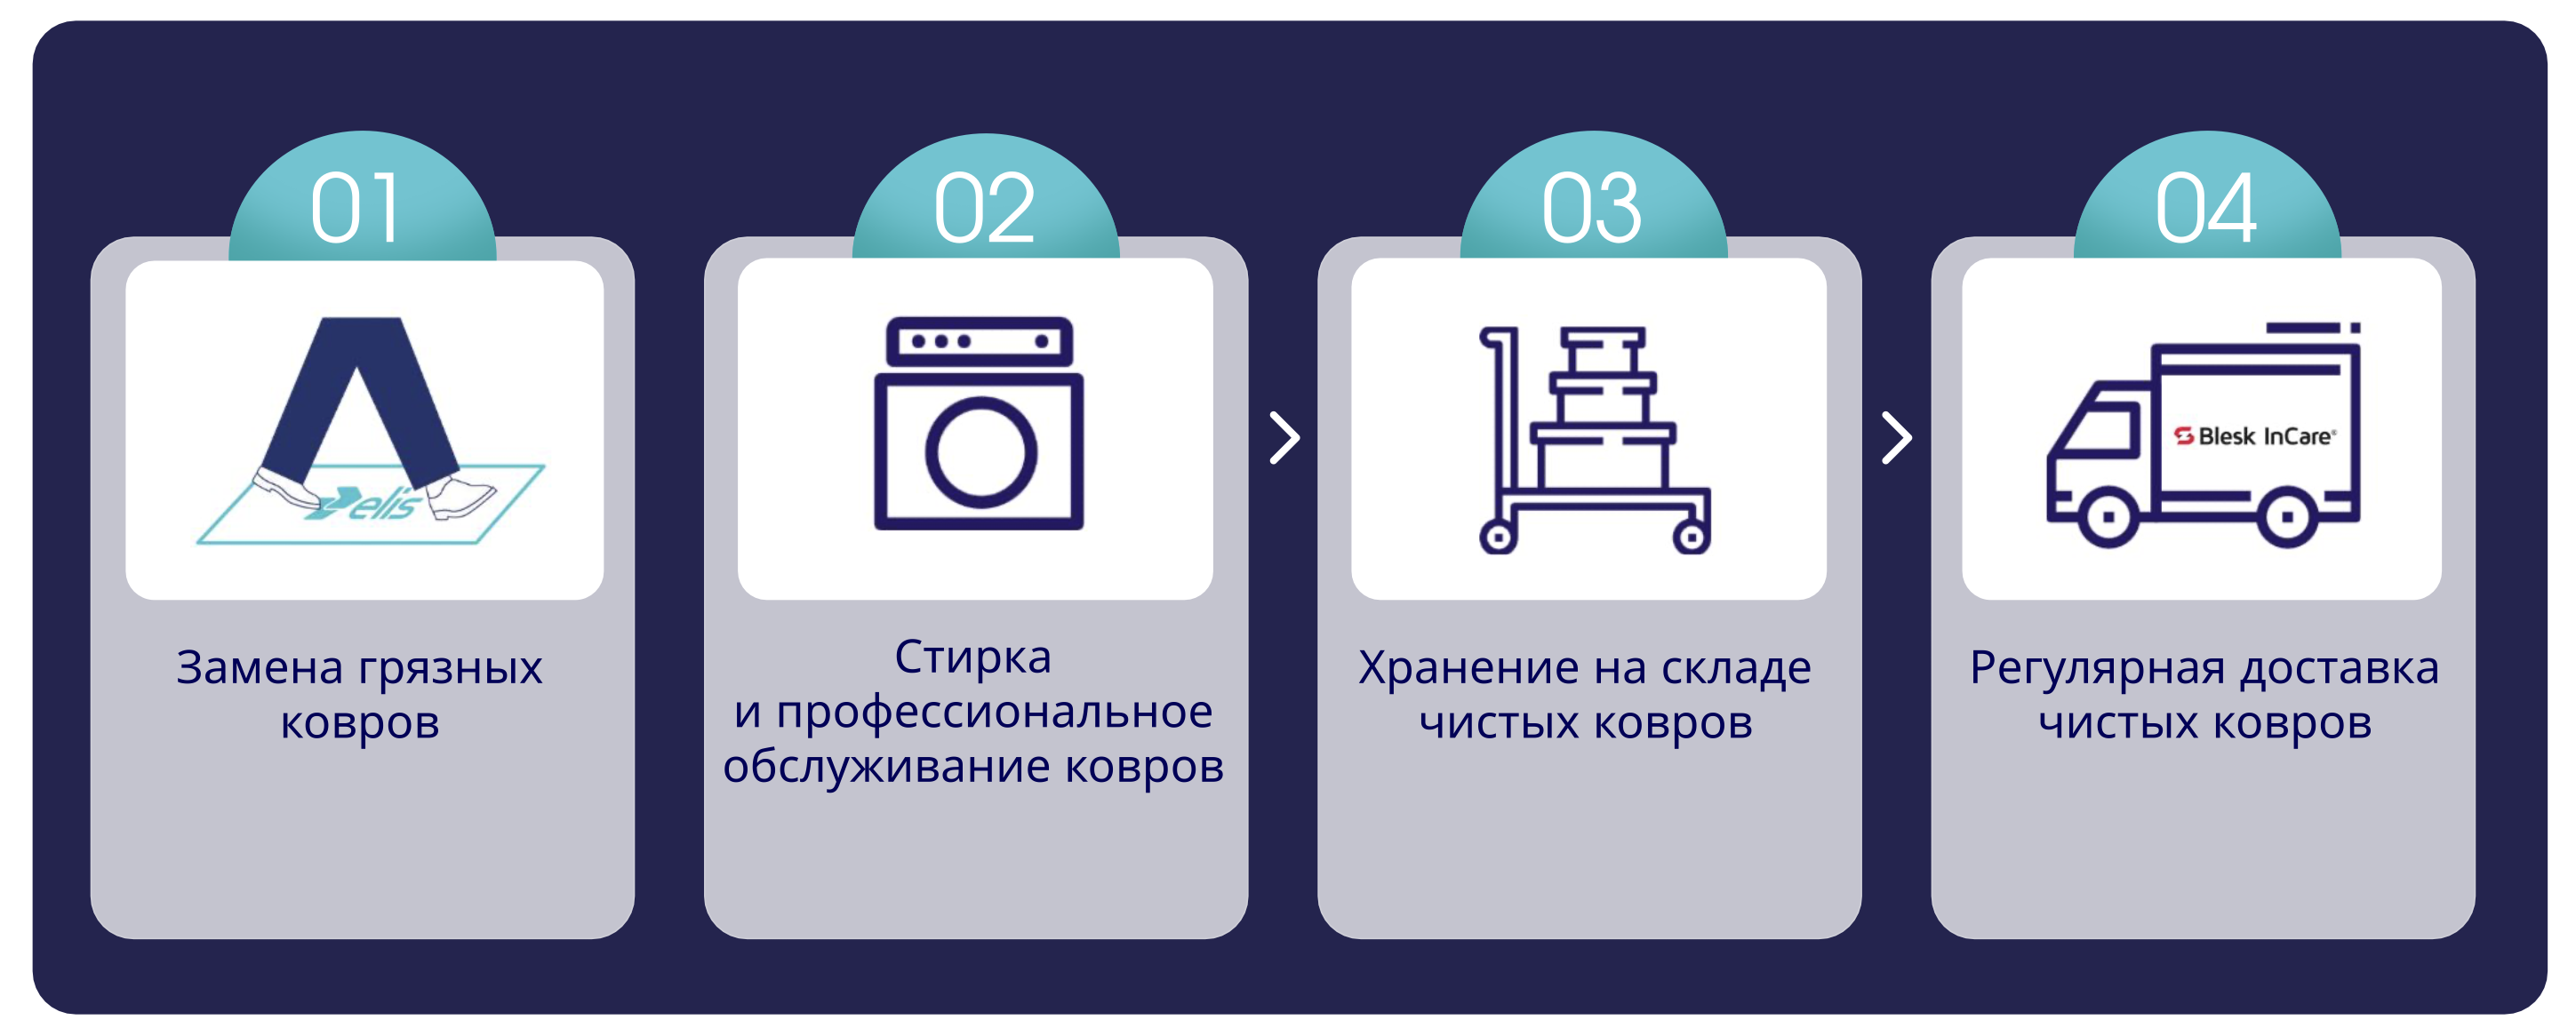 01
02
03
04
elis
Blesk InCare®
Замена грязных
ковров
Стирка
и профессиональное
обслуживание ковров
Хранение на складе
чистых ковров
Регулярная доставка
чистых ковров